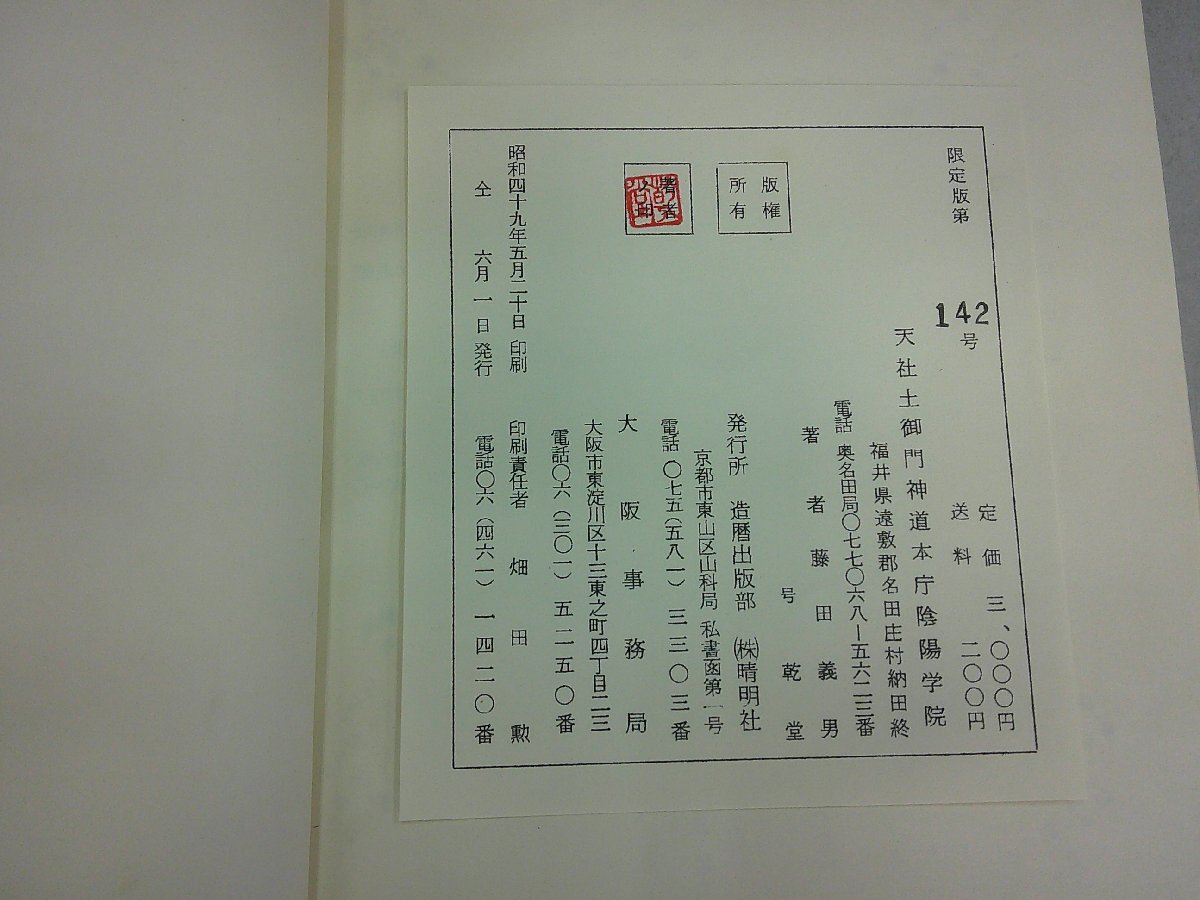 限定版第 142 号
定価 三、〇〇〇円
送料 二〇〇円
天社土御門神道本庁陰陽学院
福井県遠敷郡名田庄村納田終
電話 奥名田局〇七七〇六八ー五六二三番
著者 藤田義男
号 乾堂
版権
所有
発行所 造暦出版部 ㈱晴明社
京都市東山区山科局 私書函第一号
電話 〇七五(五八一) 三三〇三番
著者
之印
大阪事務局
大阪市東淀川区十三東之町四丁目二三
電話〇六(三〇一) 五二五〇番
昭和四十九年五月二十日 印刷
仝 六月一日 発行
印刷責任者 畑田勲
電話〇六(四六一) 一四二〇番